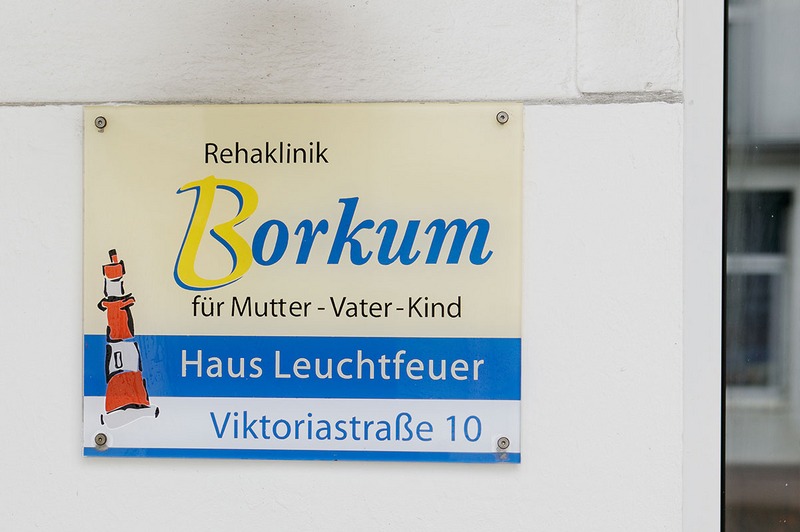 Rehaklinik
Borkum
für Mutter - Vater - Kind
Haus Leuchtfeuer
Viktoriastraße 10